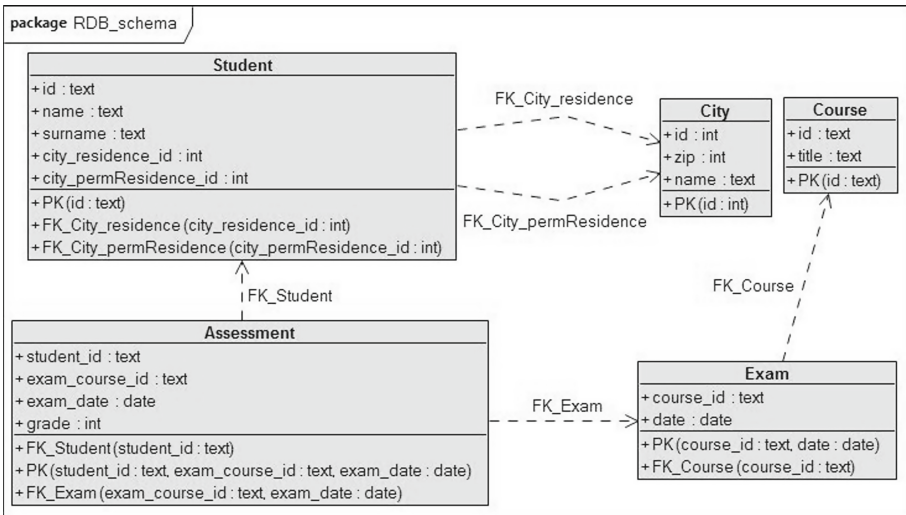 package RDB_schema
Student
+ id : text
+ name : text
+ surname : text
+ city_residence_id : int
+ city_permResidence_id : int
+ PK(id : text)
+ FK_City_residence (city_residence_id : int)
+ FK_City_permResidence (city_permResidence_id : int)
FK_City_residence
FK_City_permResidence
City
+ id : int
+ zip : int
+ name : text
+ PK(id : int)
Course
+ id : text
+ title : text
+ PK(id : text)
FK_Student
FK_Course
Assessment
+ student_id : text
+ exam_course_id : text
+ exam_date : date
+ grade : int
+ FK_Student(student_id : text)
+ PK(student_id : text, exam_course_id : text, exam_date : date)
+ FK_Exam (exam_course_id : text, exam_date : date)
FK_Exam
Exam
+ course_id : text
+ date : date
+ PK(course_id : text, date : date)
+ FK_Course (course_id : text)